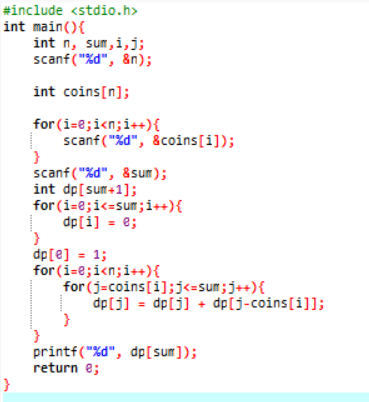 #include <stdio.h>
int main(){
    int n, sum,i,j;
    scanf("%d", &n);

    int coins[n];

    for(i=0;i<n;i++){
        scanf("%d", &coins[i]);
    }
    scanf("%d", &sum);
    int dp[sum+1];
    for(i=0;i<=sum;i++){
        dp[i] = 0;
    }
    dp[0] = 1;
    for(i=0;i<n;i++){
        for(j=coins[i];j<=sum;j++){
            dp[j] = dp[j] + dp[j-coins[i]];
        }
    }
    printf("%d", dp[sum]);
    return 0;
}